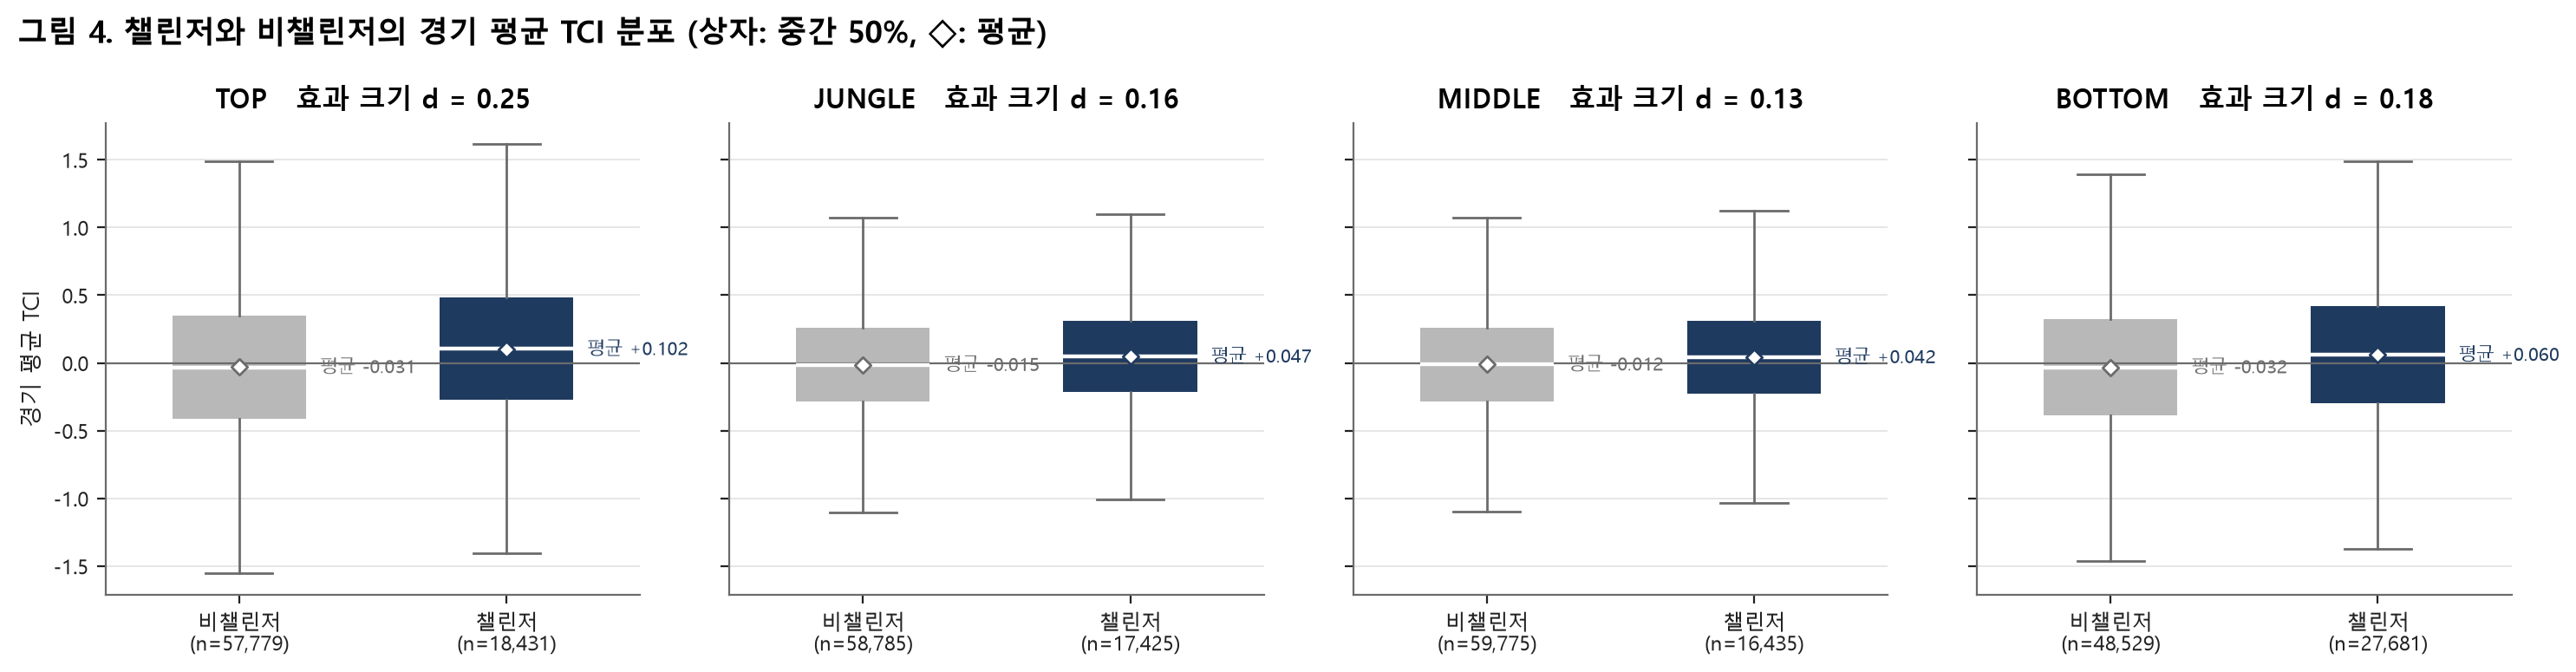 그림 4. 챌린저와 비챌린저의 경기 평균 TCI 분포 (상자: 중간 50%, ◇: 평균)
TOP 효과 크기 d = 0.25
JUNGLE 효과 크기 d = 0.16
MIDDLE 효과 크기 d = 0.13
BOTTOM 효과 크기 d = 0.18
경기 평균 TCI
1.5
1.0
0.5
0.0
-0.5
-1.0
-1.5
평균 -0.031
평균 +0.102
평균 -0.015
평균 +0.047
평균 -0.012
평균 +0.042
평균 -0.032
평균 +0.060
비챌린저
(n=57,779)
챌린저
(n=18,431)
비챌린저
(n=58,785)
챌린저
(n=17,425)
비챌린저
(n=59,775)
챌린저
(n=16,435)
비챌린저
(n=48,529)
챌린저
(n=27,681)